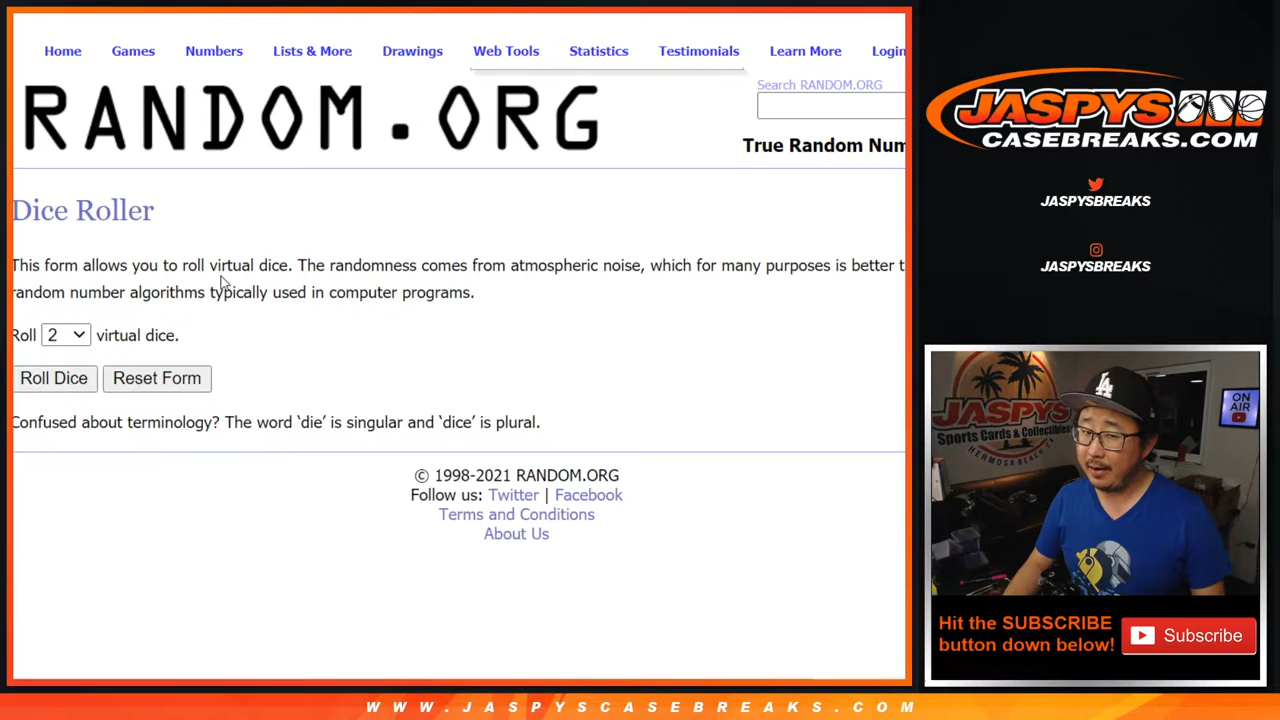 Home Games Numbers Lists & More Drawings Web Tools Statistics Testimonials Learn More Login
RANDOM.ORG
Search RANDOM.ORG
True Random Num
Dice Roller
This form allows you to roll virtual dice. The randomness comes from atmospheric noise, which for many purposes is better t
random number algorithms typically used in computer programs.
Roll 2 virtual dice.
Roll Dice Reset Form
Confused about terminology? The word ‘die’ is singular and ‘dice’ is plural.
© 1998-2021 RANDOM.ORG
Follow us: Twitter | Facebook
Terms and Conditions
About Us
JASPYS
CASEBREAKS.COM
JASPYSBREAKS
JASPYSBREAKS
JASPYS
Sports Cards & Collectibles
HERMOSA BEACH, CA
LA
ON
AIR
Hit the SUBSCRIBE
button down below!
Subscribe
WWW.JASPYSCASEBREAKS.COM